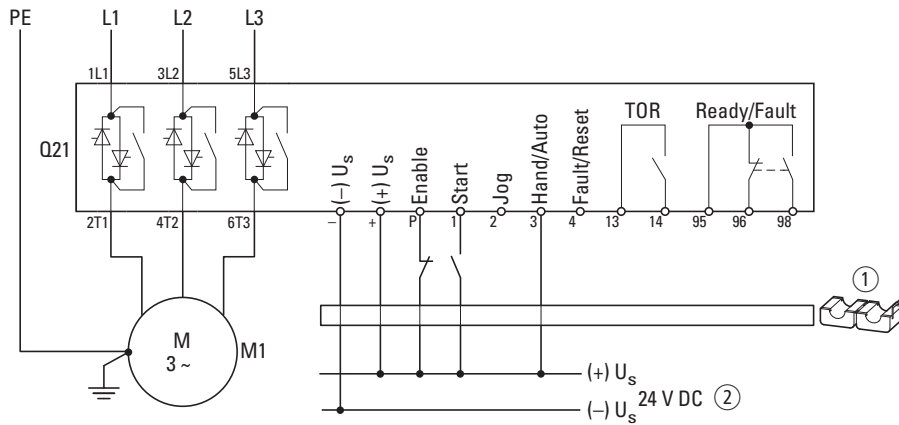 PE L1 L2 L3
1L1 3L2 5L3
TOR Ready/Fault
Q21
(–) Us
(+) Us
Enable
Start
Jog
Hand/Auto
Fault/Reset
2T1 4T2 6T3 – + P 1 2 3 4 13 14 95 96 98
1
M
3 ~
M1
(+) Us
24 V DC 2
(–) Us